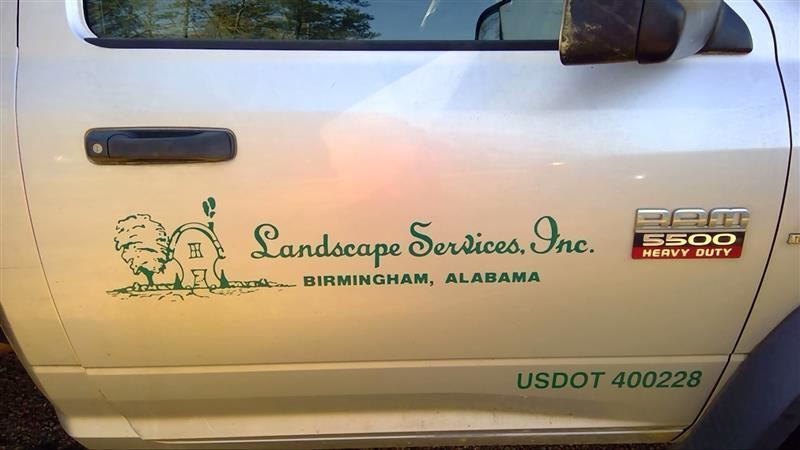 Landscape Services, Inc.
BIRMINGHAM, ALABAMA
RAM
5500
HEAVY DUTY
USDOT 400228